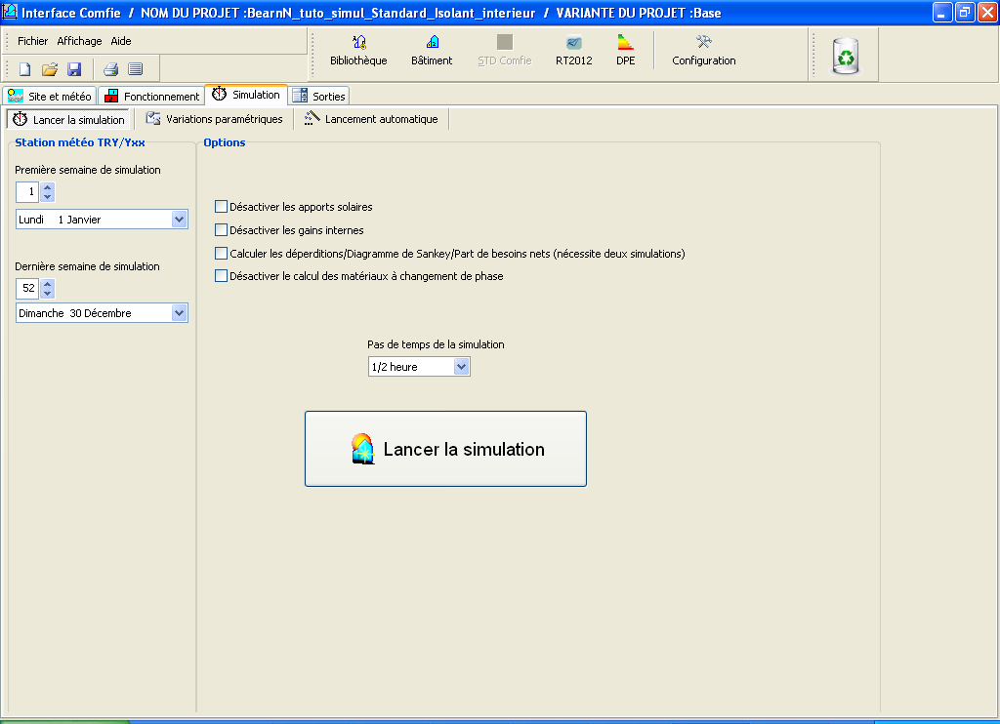 Interface Comfie / NOM DU PROJET :BearnN_tuto_simul_Standard_Isolant_interieur / VARIANTE DU PROJET :Base
Fichier Affichage Aide
Bibliothèque Bâtiment STD Comfie RT2012 DPE Configuration
Site et météo Fonctionnement Simulation Sorties
Lancer la simulation Variations paramétriques Lancement automatique
Station météo TRY/Yxx
Première semaine de simulation
1
Lundi 1 Janvier
Dernière semaine de simulation
52
Dimanche 30 Décembre
Options
Désactiver les apports solaires
Désactiver les gains internes
Calculer les déperditions/Diagramme de Sankey/Part de besoins nets (nécessite deux simulations)
Désactiver le calcul des matériaux à changement de phase
Pas de temps de la simulation
1/2 heure
Lancer la simulation